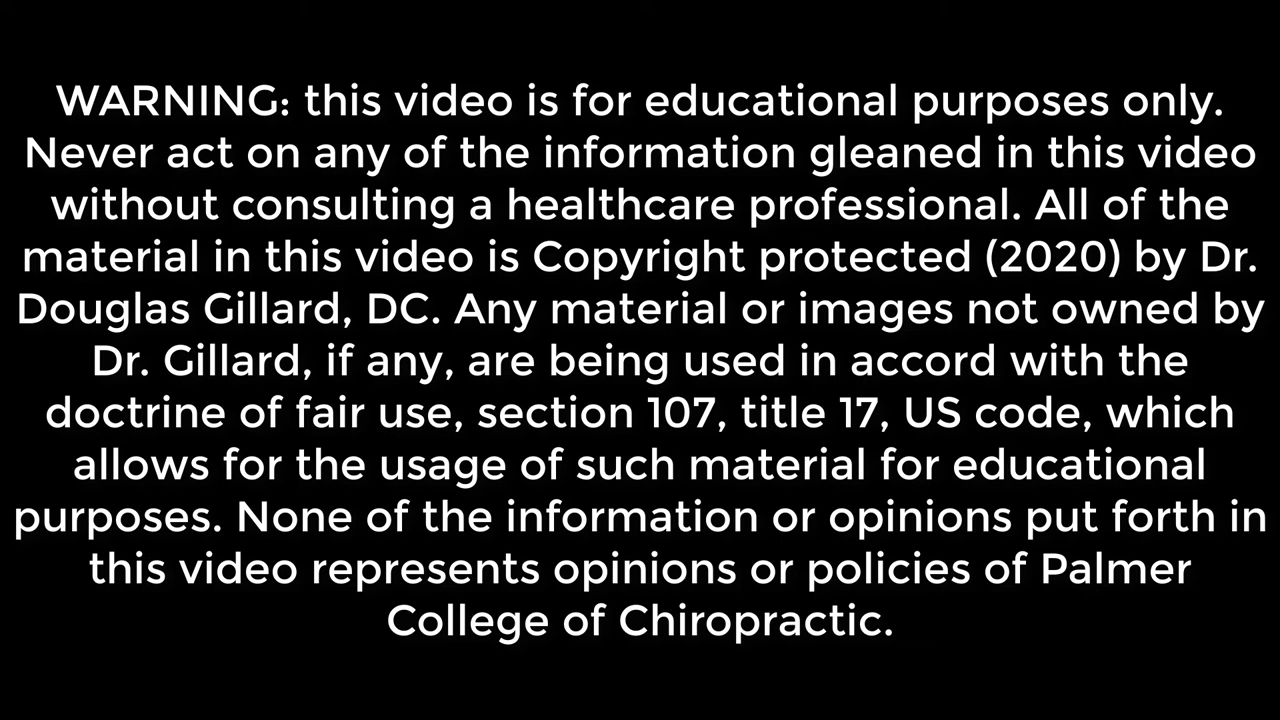 WARNING: this video is for educational purposes only.
Never act on any of the information gleaned in this video
without consulting a healthcare professional. All of the
material in this video is Copyright protected (2020) by Dr.
Douglas Gillard, DC. Any material or images not owned by
Dr. Gillard, if any, are being used in accord with the
doctrine of fair use, section 107, title 17, US code, which
allows for the usage of such material for educational
purposes. None of the information or opinions put forth in
this video represents opinions or policies of Palmer
College of Chiropractic.